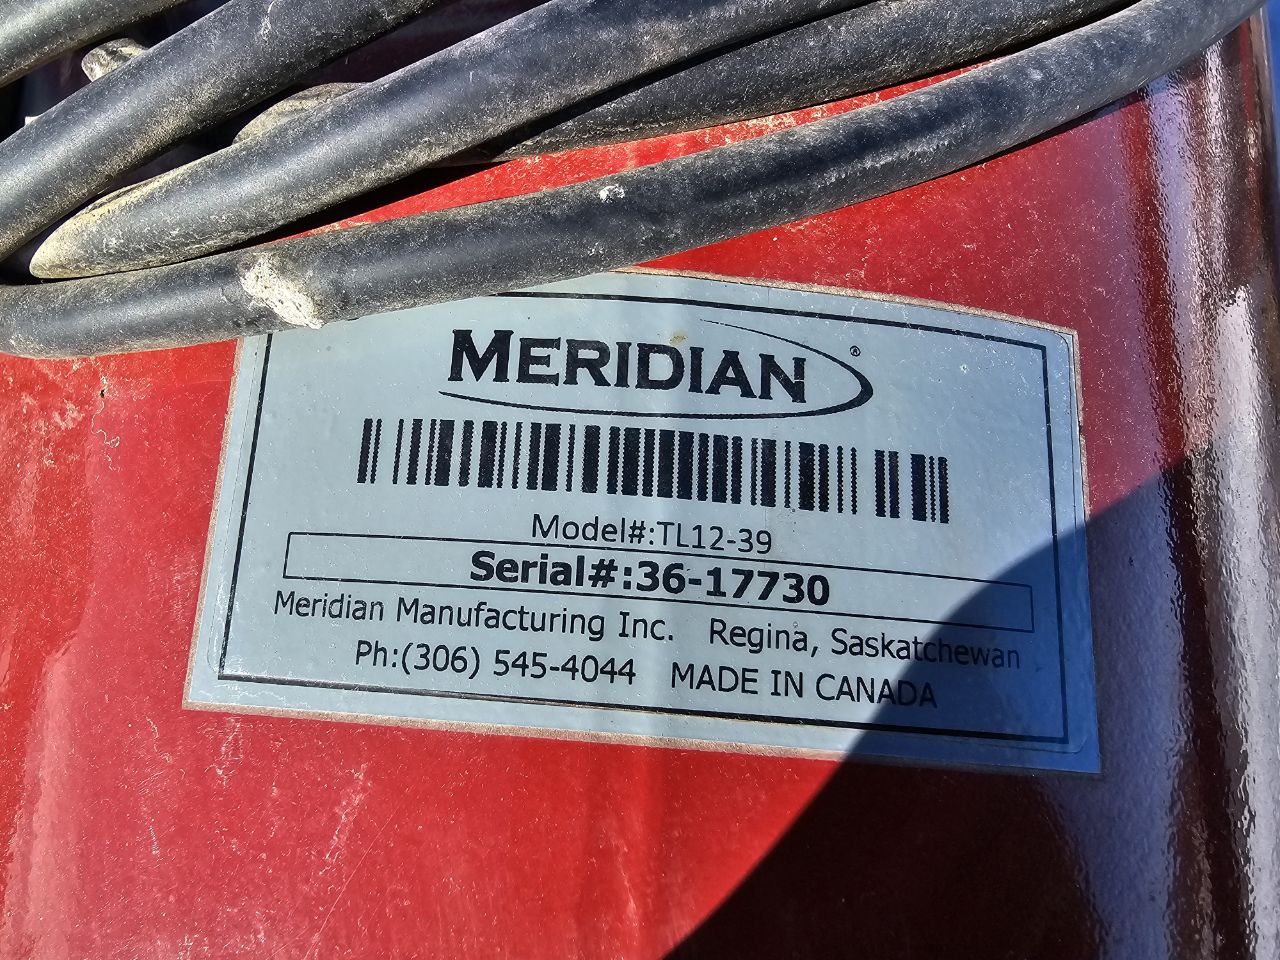 MERIDIAN®
Model#:TL12-39
Serial#:36-17730
Meridian Manufacturing Inc. Regina, Saskatchewan
Ph:(306) 545-4044 MADE IN CANADA